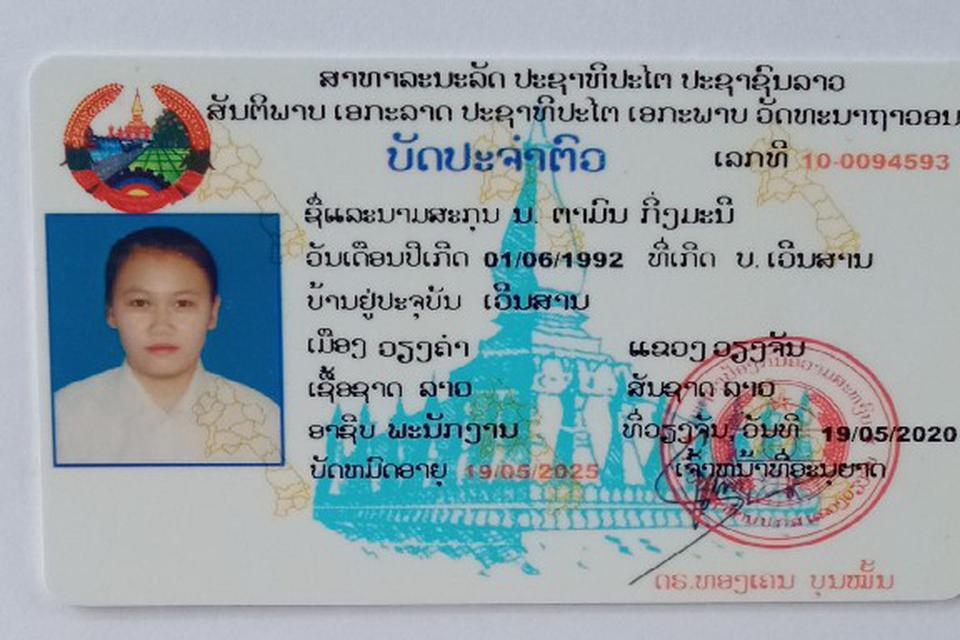 ສາທາລະນະລັດ ປະຊາທິປະໄຕ ປະຊາຊົນລາວ
ສັນຕິພາບ ເອກະລາດ ປະຊາທິປະໄຕ ເອກະພາບ ວັດທະນາຖາວອນ
ບັດປະຈຳຕົວ ເລກທີ 10-0094593
ຊື່ແລະນາມສະກຸນ ນ. ຕາມົນ ກິ່ງມະນີ
ວັນເດືອນປີເກີດ 01/06/1992 ທີ່ເກີດ ບ. ເວີນສານ
ບ້ານຢູ່ປະຈຸບັນ ເວີນສານ
ເມືອງ ວຽງຄຳ ແຂວງ ວຽງຈັນ
ເຊື້ອຊາດ ລາວ ສັນຊາດ ລາວ
ອາຊີບ ພະນັກງານ ທີ່ວຽງຈັນ, ວັນທີ 19/05/2020
ບັດຫມົດອາຍຸ 19/05/2025 ເຈົ້າຫນ້າທີ່ອະນຸຍາດ
ດຣ.ທອງເຄນ ບຸນໝັ້ນ